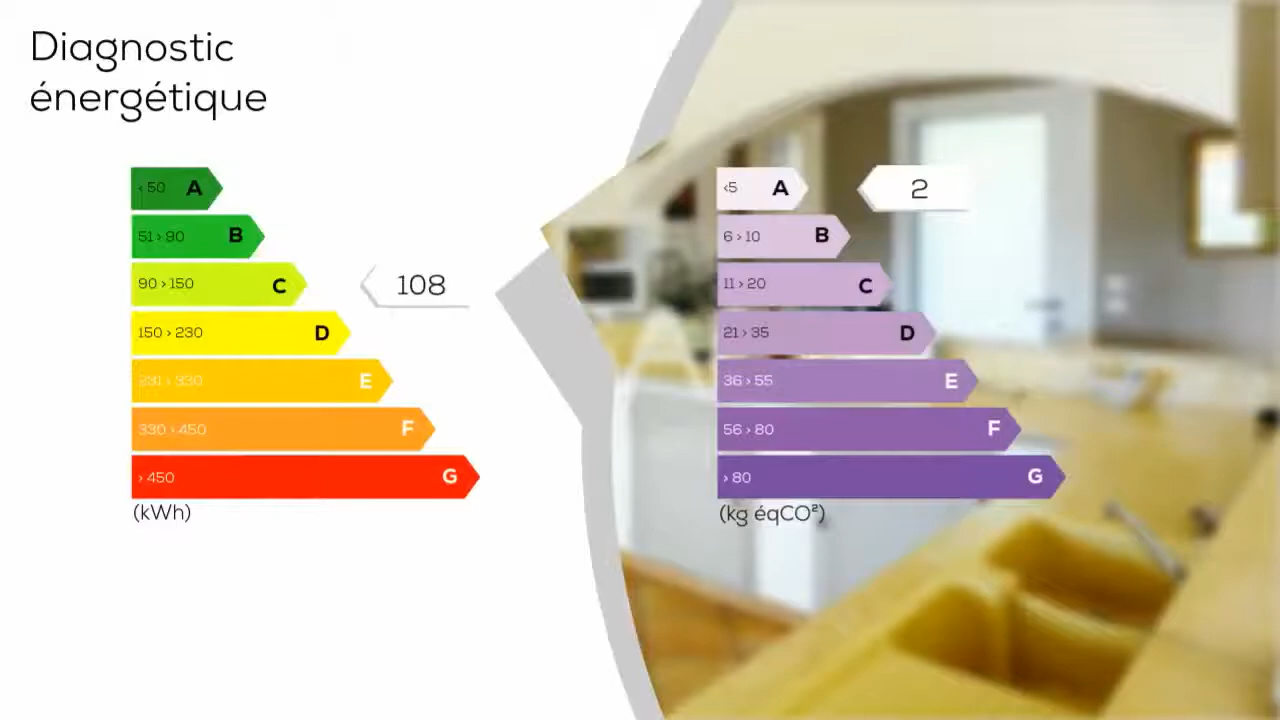 Diagnostic
énergétique
< 50 A
51 > 90 B
90 > 150 C
108
150 > 230 D
231 > 330 E
330 > 450 F
> 450 G
(kWh)
<5 A
2
6 > 10 B
11 > 20 C
21 > 35 D
36 > 55 E
56 > 80 F
> 80 G
(kg éqCO²)